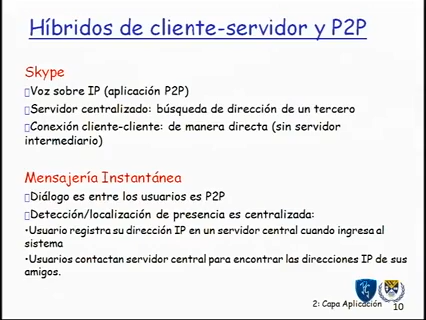 Híbridos de cliente-servidor y P2P
Skype
Voz sobre IP (aplicación P2P)
Servidor centralizado: búsqueda de dirección de un tercero
Conexión cliente-cliente: de manera directa (sin servidor
intermediario)
Mensajería Instantánea
Diálogo es entre los usuarios es P2P
Detección/localización de presencia es centralizada:
•Usuario registra su dirección IP en un servidor central cuando ingresa al
sistema
•Usuarios contactan servidor central para encontrar las direcciones IP de sus
amigos.
2: Capa Aplicación
10